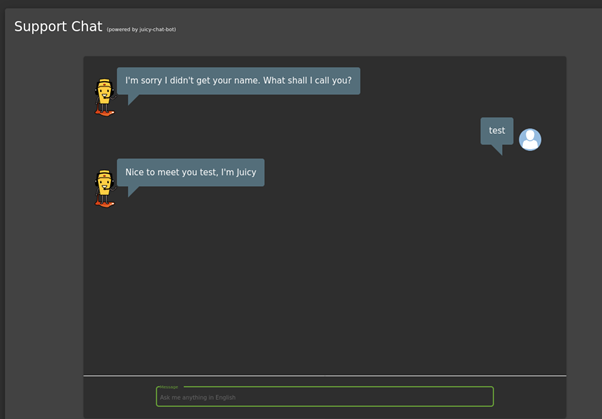 Support Chat (powered by juicy-chat-bot)
I'm sorry I didn't get your name. What shall I call you?
test
Nice to meet you test, I'm Juicy
Message
Ask me anything in English